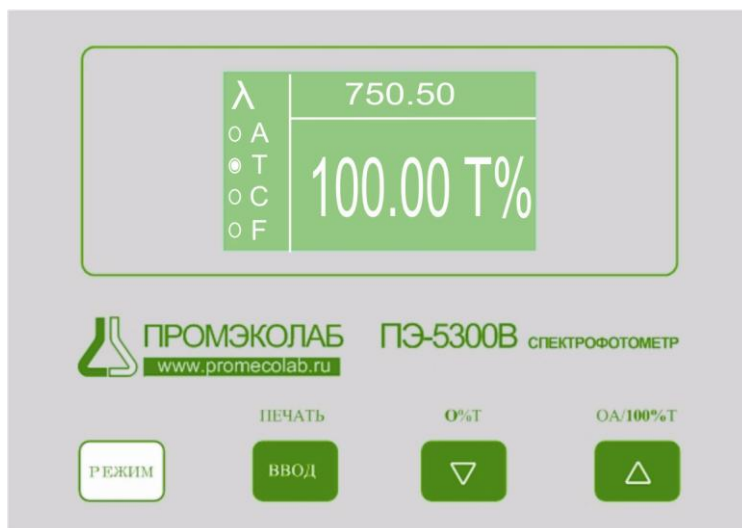 λ 750.50
A
T 100.00 T%
C
F
ПРОМЭКОЛАБ ПЭ-5300В СПЕКТРОФОТОМЕТР
www.promecolab.ru
ПЕЧАТЬ О%Т ОА/100%Т
РЕЖИМ ВВОД